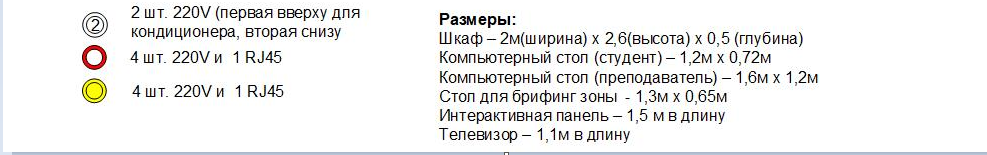 2 шт. 220V (первая вверху для
кондиционера, вторая снизу
2
4 шт. 220V и 1 RJ45
4 шт. 220V и 1 RJ45
Размеры:
Шкаф – 2м(ширина) х 2,6(высота) х 0,5 (глубина)
Компьютерный стол (студент) – 1,2м х 0,72м
Компьютерный стол (преподаватель) – 1,6м х 1,2м
Стол для брифинг зоны - 1,3м х 0,65м
Интерактивная панель – 1,5 м в длину
Телевизор – 1,1м в длину